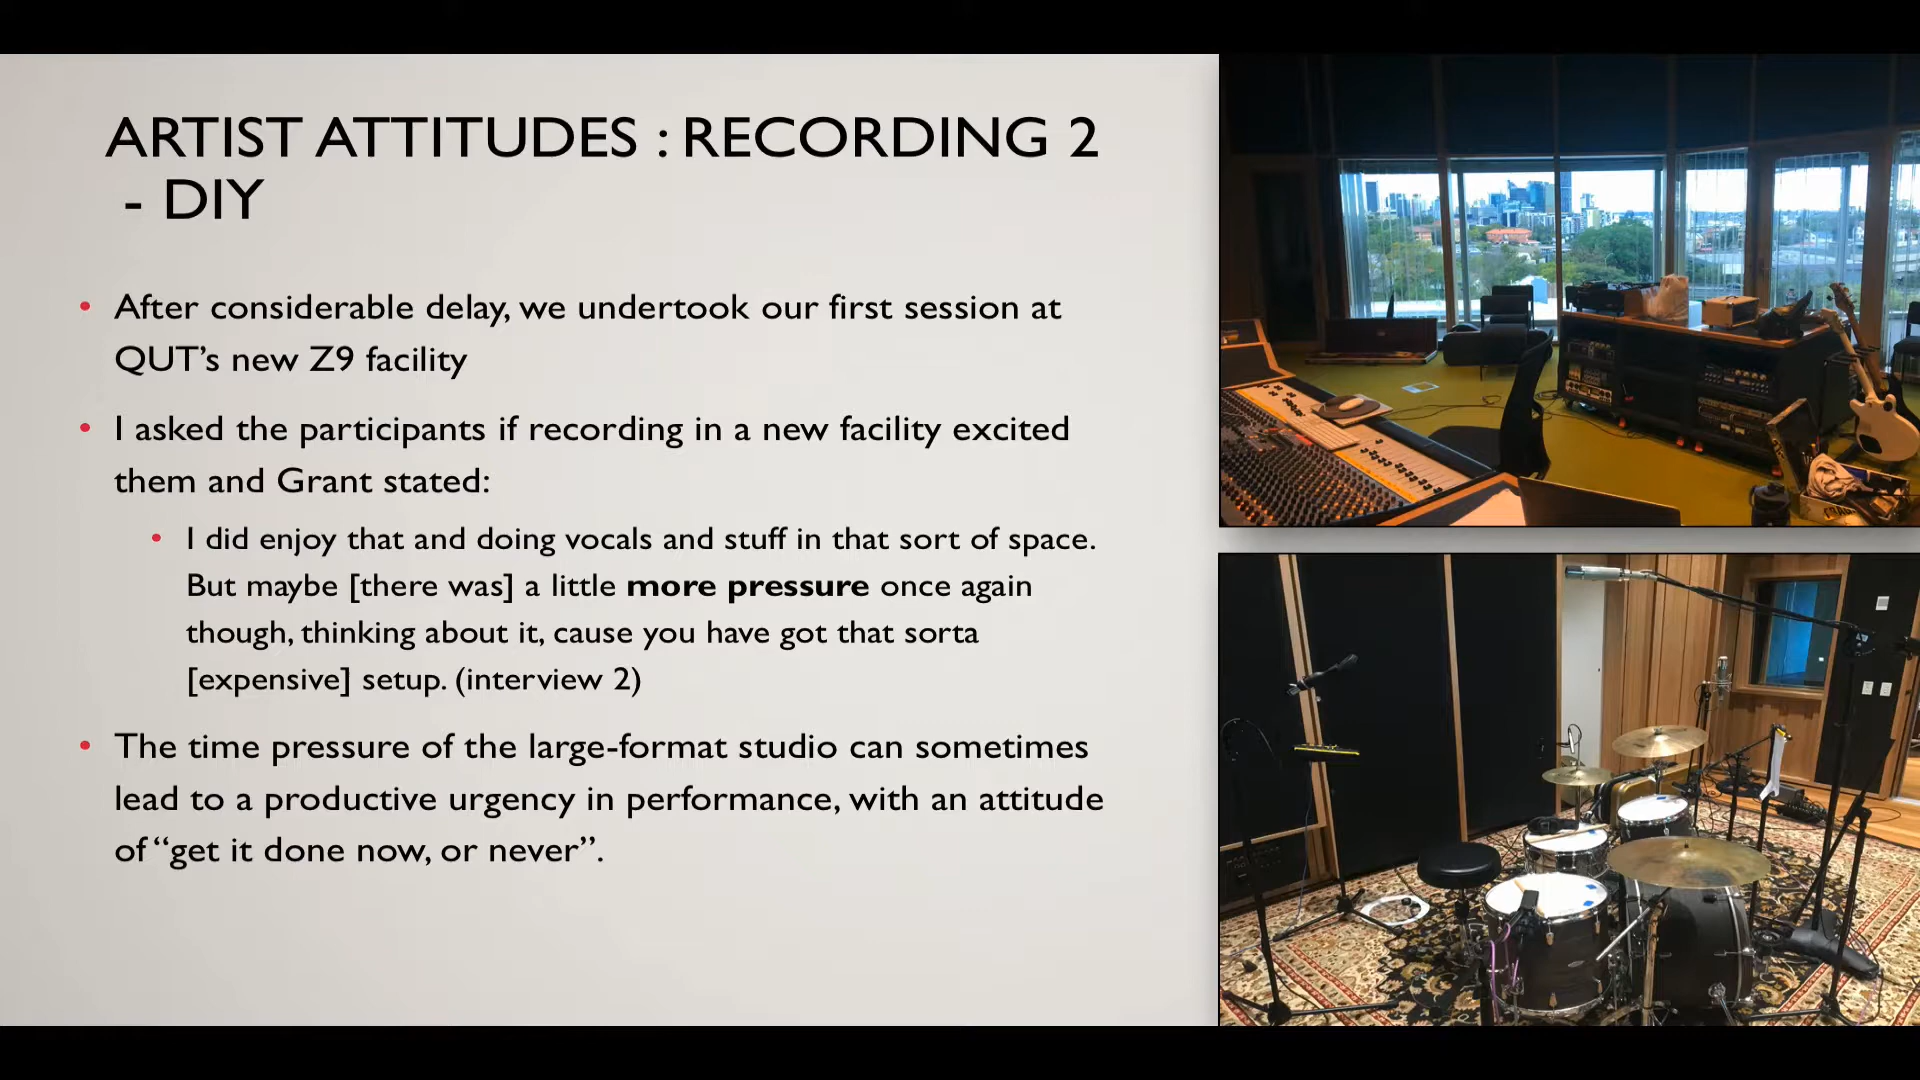 ARTIST ATTITUDES : RECORDING 2
- DIY
• After considerable delay, we undertook our first session at
QUT’s new Z9 facility
• I asked the participants if recording in a new facility excited
them and Grant stated:
• I did enjoy that and doing vocals and stuff in that sort of space.
But maybe [there was] a little more pressure once again
though, thinking about it, cause you have got that sorta
[expensive] setup. (interview 2)
• The time pressure of the large-format studio can sometimes
lead to a productive urgency in performance, with an attitude
of “get it done now, or never”.